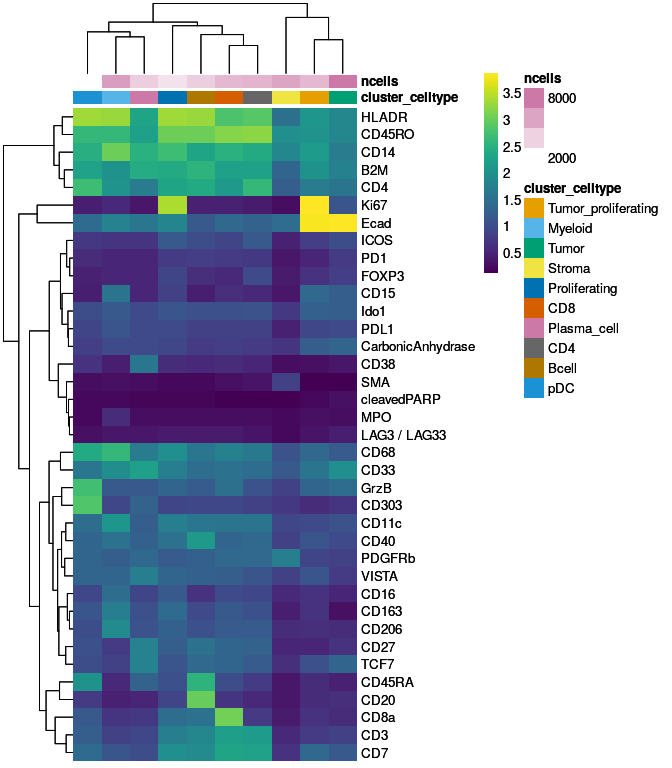 ncells
cluster_celltype
HLADR
CD45RO
CD14
B2M
CD4
Ki67
Ecad
ICOS
PD1
FOXP3
CD15
Ido1
PDL1
CarbonicAnhydrase
CD38
SMA
cleavedPARP
MPO
LAG3 / LAG33
CD68
CD33
GrzB
CD303
CD11c
CD40
PDGFRb
VISTA
CD16
CD163
CD206
CD27
TCF7
CD45RA
CD20
CD8a
CD3
CD7
3.5
3
2.5
2
1.5
1
0.5
ncells
8000
2000
cluster_celltype
Tumor_proliferating
Myeloid
Tumor
Stroma
Proliferating
CD8
Plasma_cell
CD4
Bcell
pDC